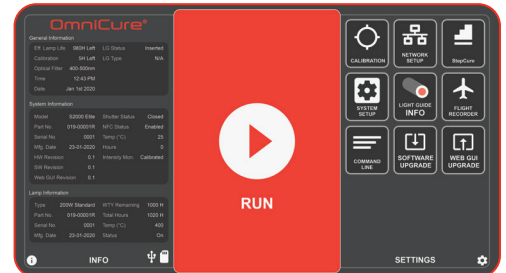 OmniCure®
General Information
Eff. Lamp Life 980H Left LG Status Inserted
Calibration 5H Left LG Type N/A
Optical Filter 400-500nm
Time 12:43 PM
Date Jan 1st 2020
System Information
Model S2000 Elite Shutter Status Closed
Part No. 019-00001R NFC Status Enabled
Serial No. 0001 Temp (°C) 25
Mfg. Date 23-01-2020 Hours 0
HW Revision 0.1 Intensity Mon. Calibrated
SW Revision 0.1
Web GUI Revision 0.1
Lamp Information
Type 200W Standard WTY Remaining 1000 H
Part No. 019-00001R Total Hours 1020 H
Serial No. 0001 Temp (°C) 400
Mfg. Date 23-01-2020 Status On
INFO
RUN
CALIBRATION
NETWORK
SETUP
StepCure
SYSTEM
SETUP
LIGHT GUIDE
INFO
FLIGHT
RECORDER
COMMAND
LINE
SOFTWARE
UPGRADE
WEB GUI
UPGRADE
SETTINGS